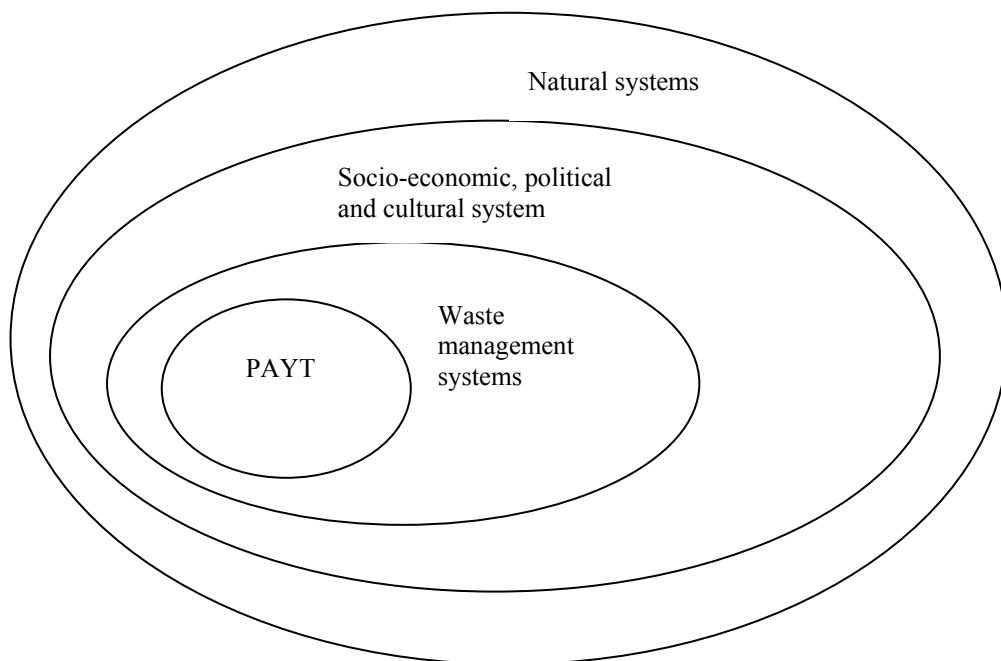 Natural systems
Socio-economic, political
and cultural system
Waste
management
systems
PAYT